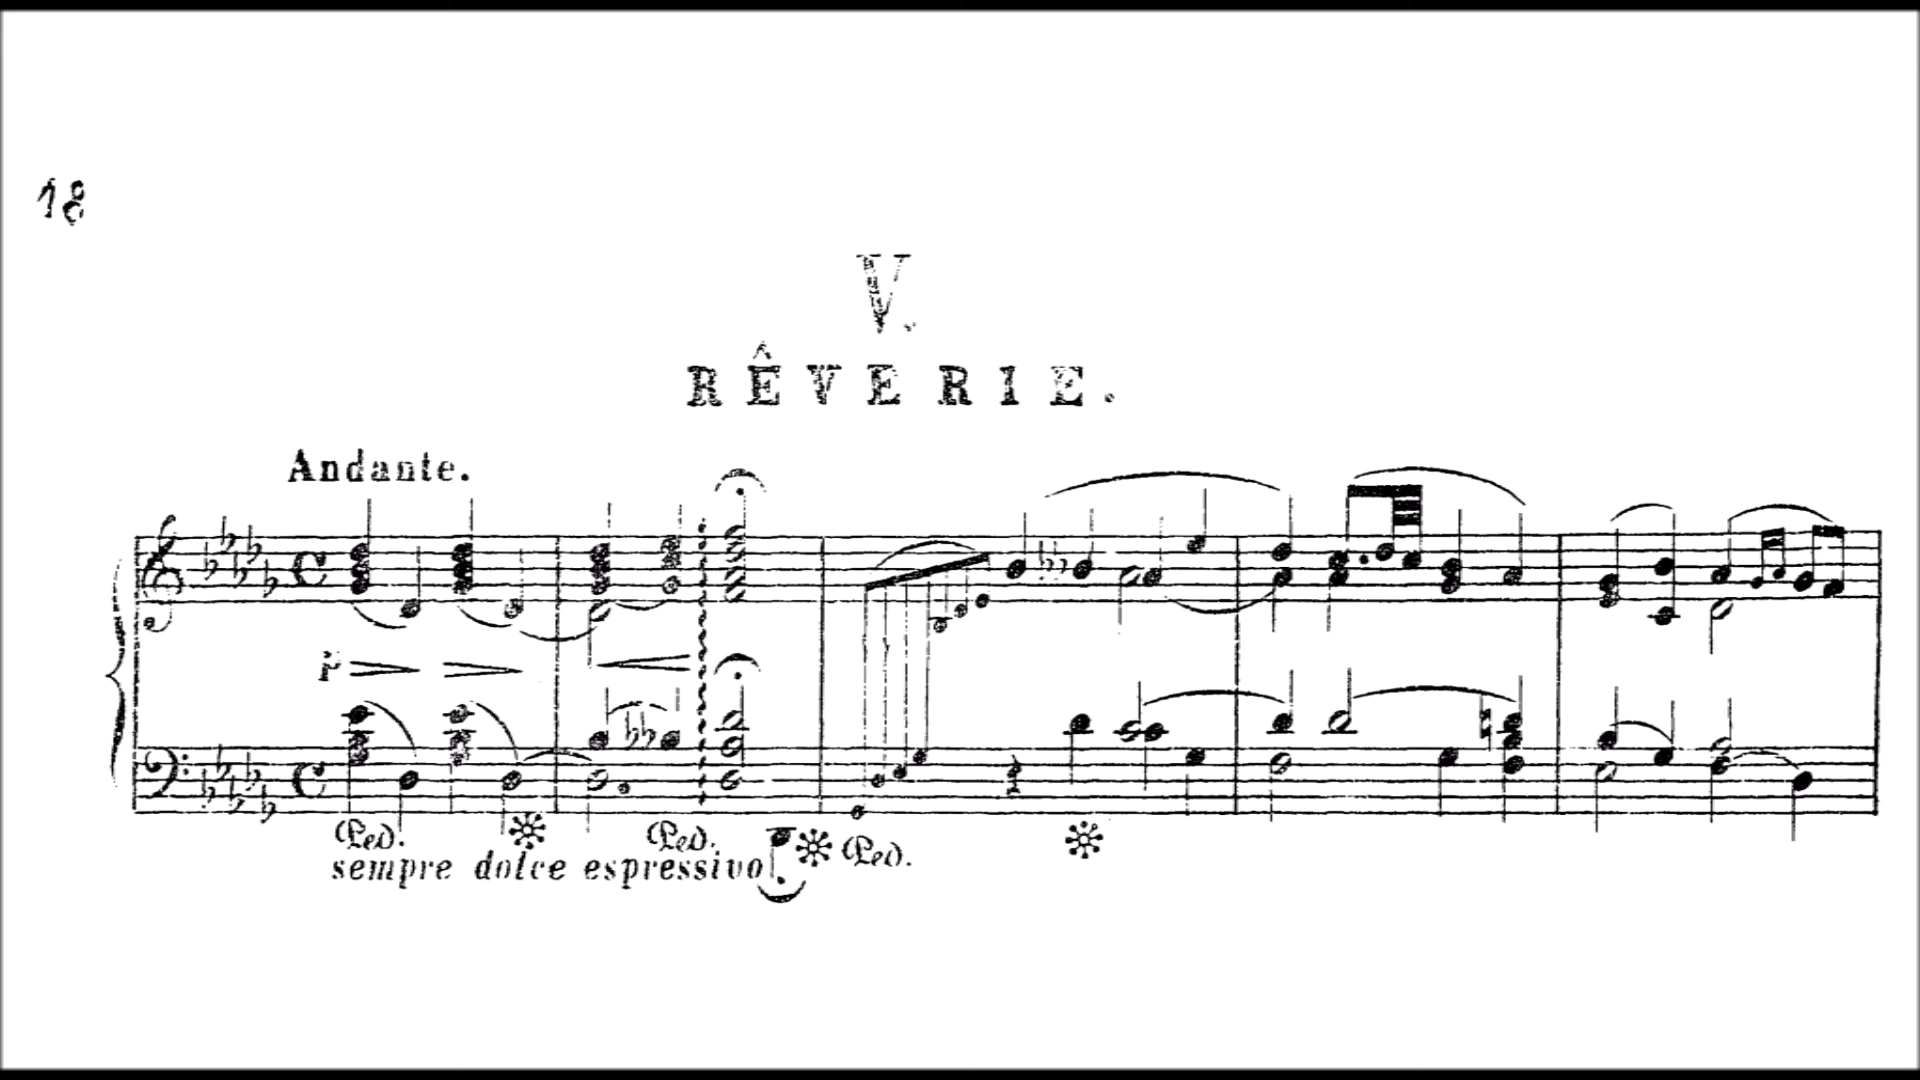 18
V.
RÊVERIE.
Andante.
p
Ped. Ped. Ped.
sempre dolce espressivo